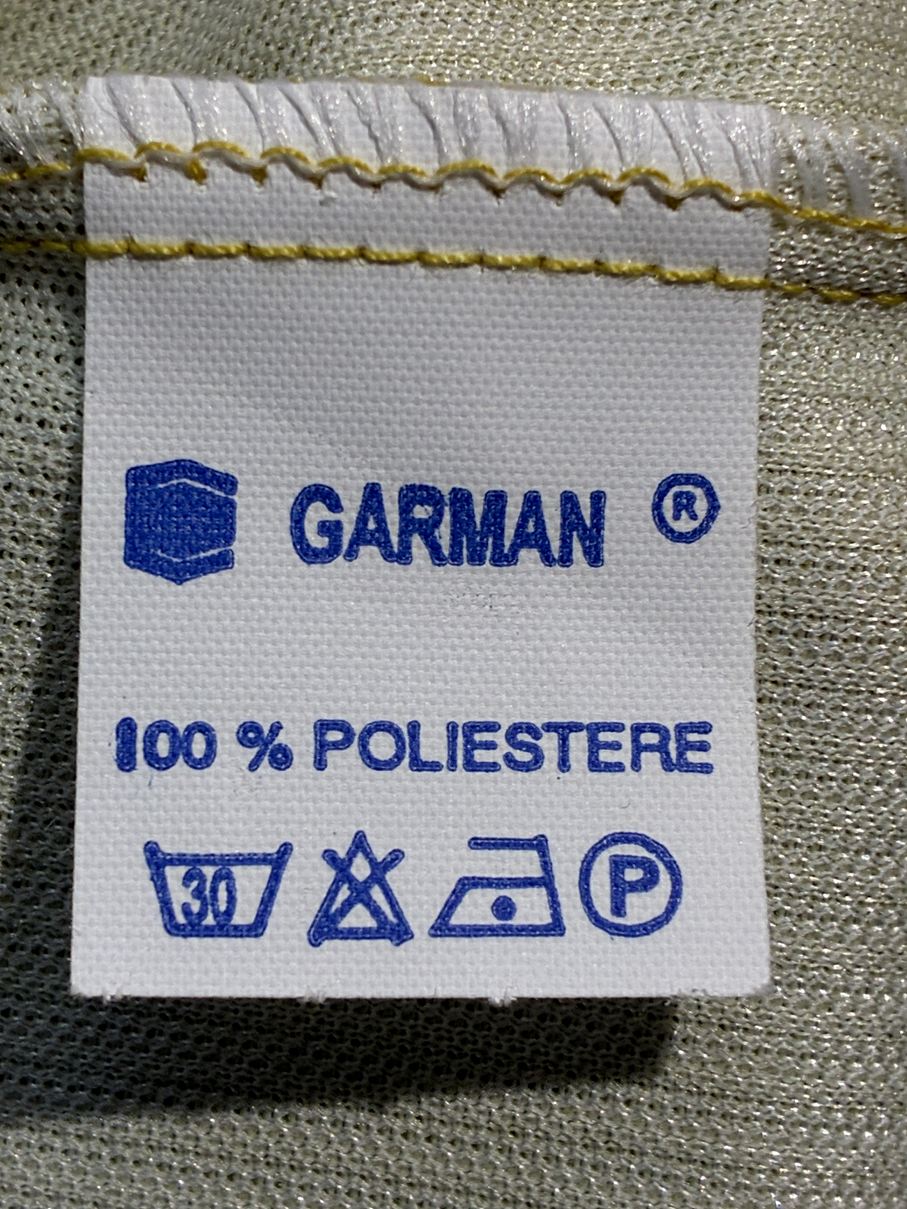 GARMAN ®
100 % POLIESTERE
30 P